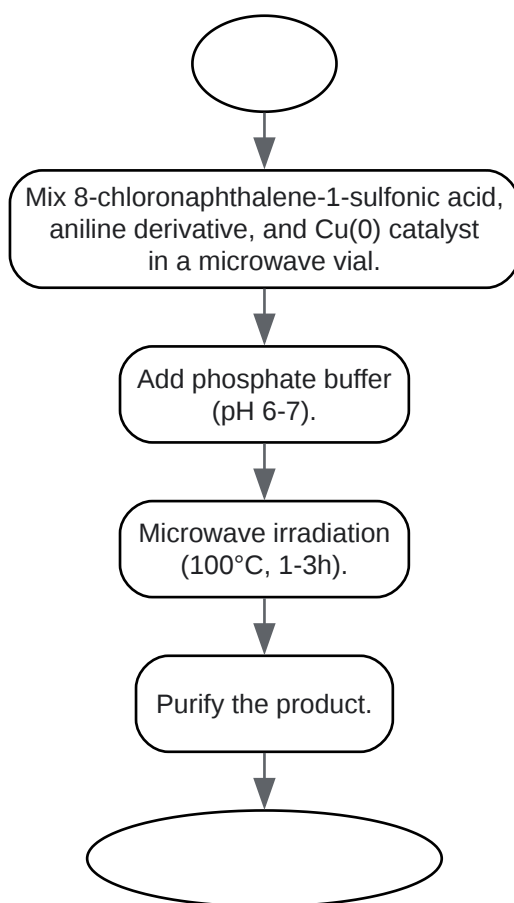 Mix 8-chloronaphthalene-1-sulfonic acid,
aniline derivative, and Cu(0) catalyst
in a microwave vial.
Add phosphate buffer
(pH 6-7).
Microwave irradiation
(100°C, 1-3h).
Purify the product.